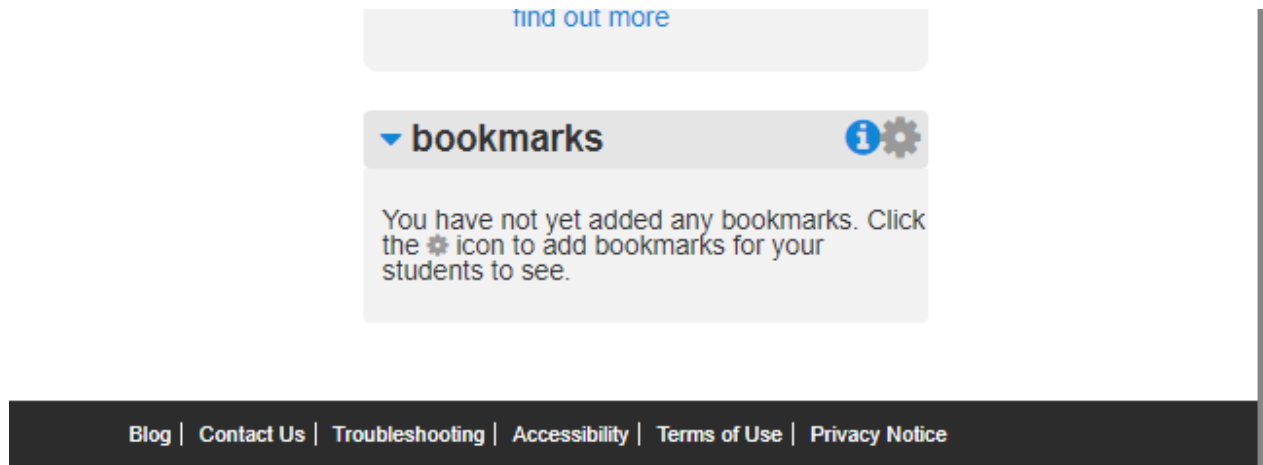 find out more
bookmarks
You have not yet added any bookmarks. Click
the icon to add bookmarks for your
students to see.
Blog | Contact Us | Troubleshooting | Accessibility | Terms of Use | Privacy Notice